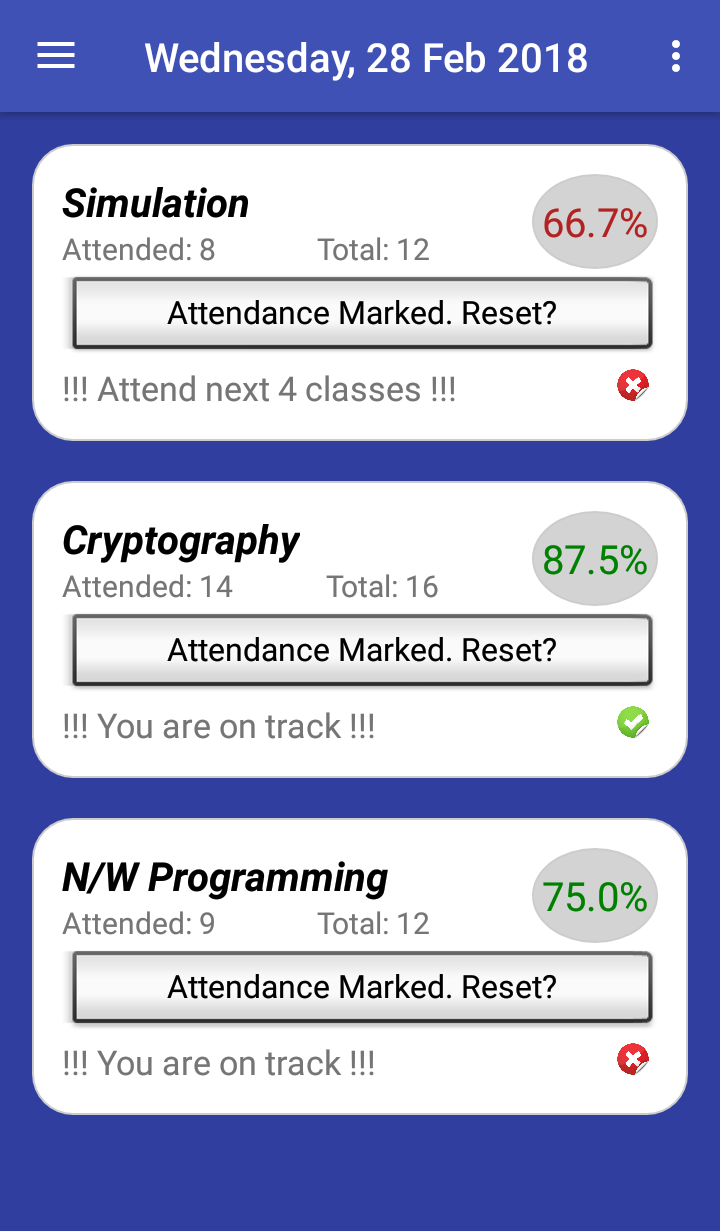 Wednesday, 28 Feb 2018
Simulation
66.7%
Attended: 8 Total: 12
Attendance Marked. Reset?
!!! Attend next 4 classes !!!
Cryptography
87.5%
Attended: 14 Total: 16
Attendance Marked. Reset?
!!! You are on track !!!
N/W Programming
75.0%
Attended: 9 Total: 12
Attendance Marked. Reset?
!!! You are on track !!!